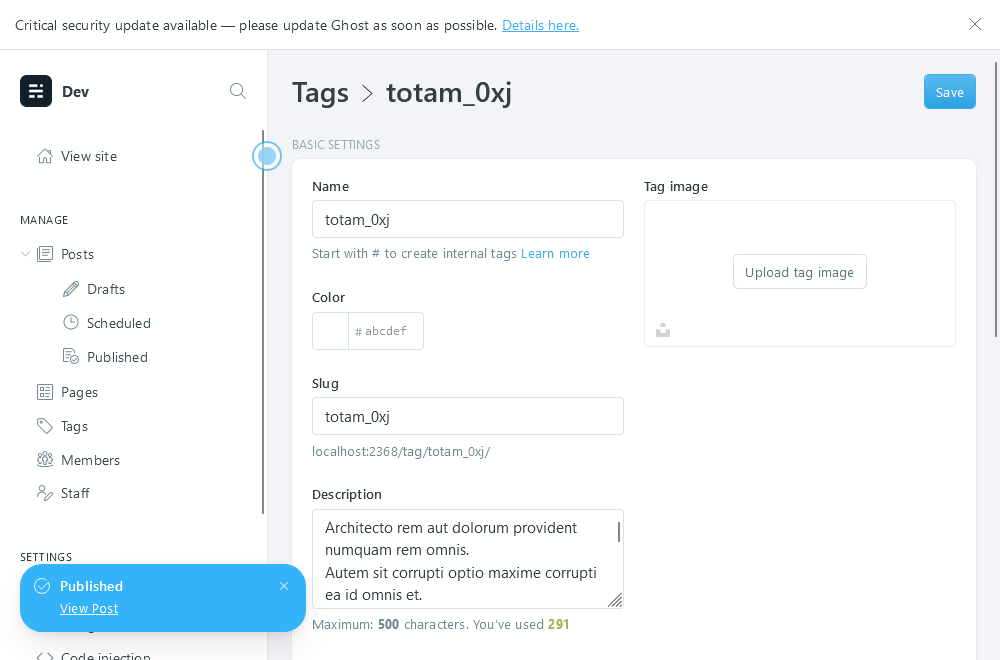 Critical security update available — please update Ghost as soon as possible. Details here.
Dev
View site
MANAGE
Posts
Drafts
Scheduled
Published
Pages
Tags
Members
Staff
SETTINGS
Code injection
Published
View Post
Tags > totam_0xj
Save
BASIC SETTINGS
Name
totam_0xj
Start with # to create internal tags Learn more
Color
# abcdef
Slug
totam_0xj
localhost:2368/tag/totam_0xj/
Description
Architecto rem aut dolorum provident
numquam rem omnis.
Autem sit corrupti optio maxime corrupti
ea id omnis et.
Maximum: 500 characters. You've used 291
Tag image
Upload tag image